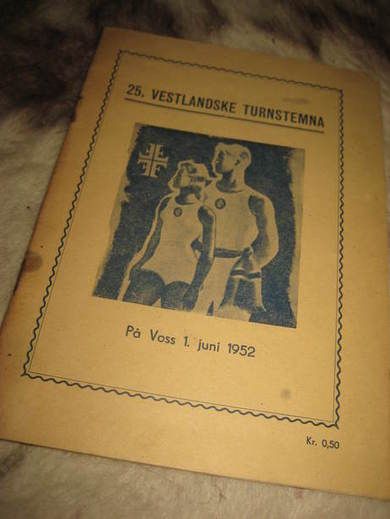 25. VESTLANDSKE TURNSTEMNA
På Voss 1. juni 1952
Kr. 0,50